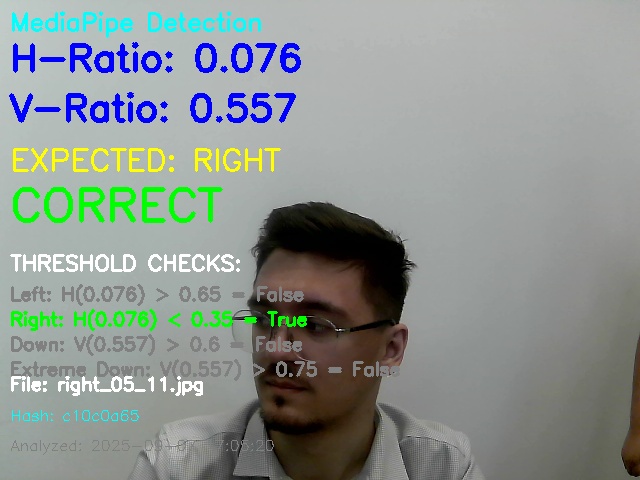 MediaPipe Detection
H-Ratio: 0.076
V-Ratio: 0.557
EXPECTED: RIGHT
CORRECT
THRESHOLD CHECKS:
Left: H(0.076) > 0.65 = False
Right: H(0.076) < 0.35 = True
Down: V(0.557) > 0.6 = False
Extreme Down: V(0.557) > 0.75 = False
File: right_05_11.jpg
Hash: c10c0a65
Analyzed: